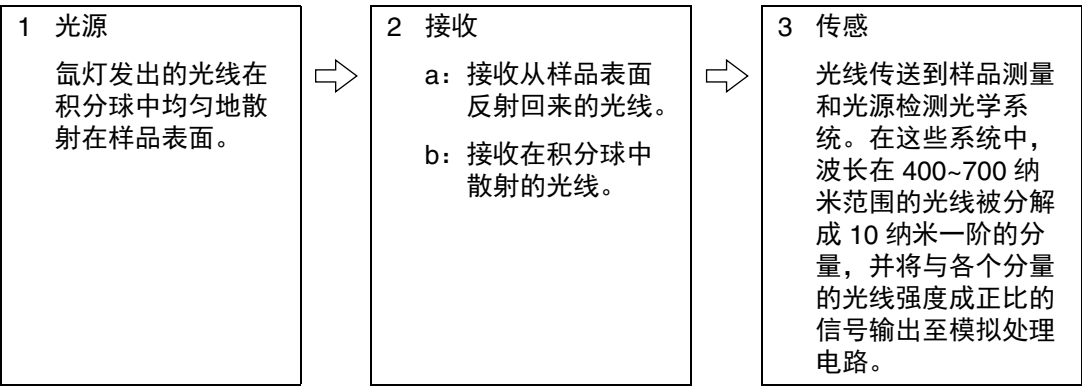 1 光源
氙灯发出的光线在
积分球中均匀地散
射在样品表面。
2 接收
a：接收从样品表面
反射回来的光线。
b：接收在积分球中
散射的光线。
3 传感
光线传送到样品测量
和光源检测光学系
统。在这些系统中，
波长在 400~700 纳
米范围的光线被分解
成 10 纳米一阶的分
量，并将与各个分量
的光线强度成正比的
信号输出至模拟处理
电路。